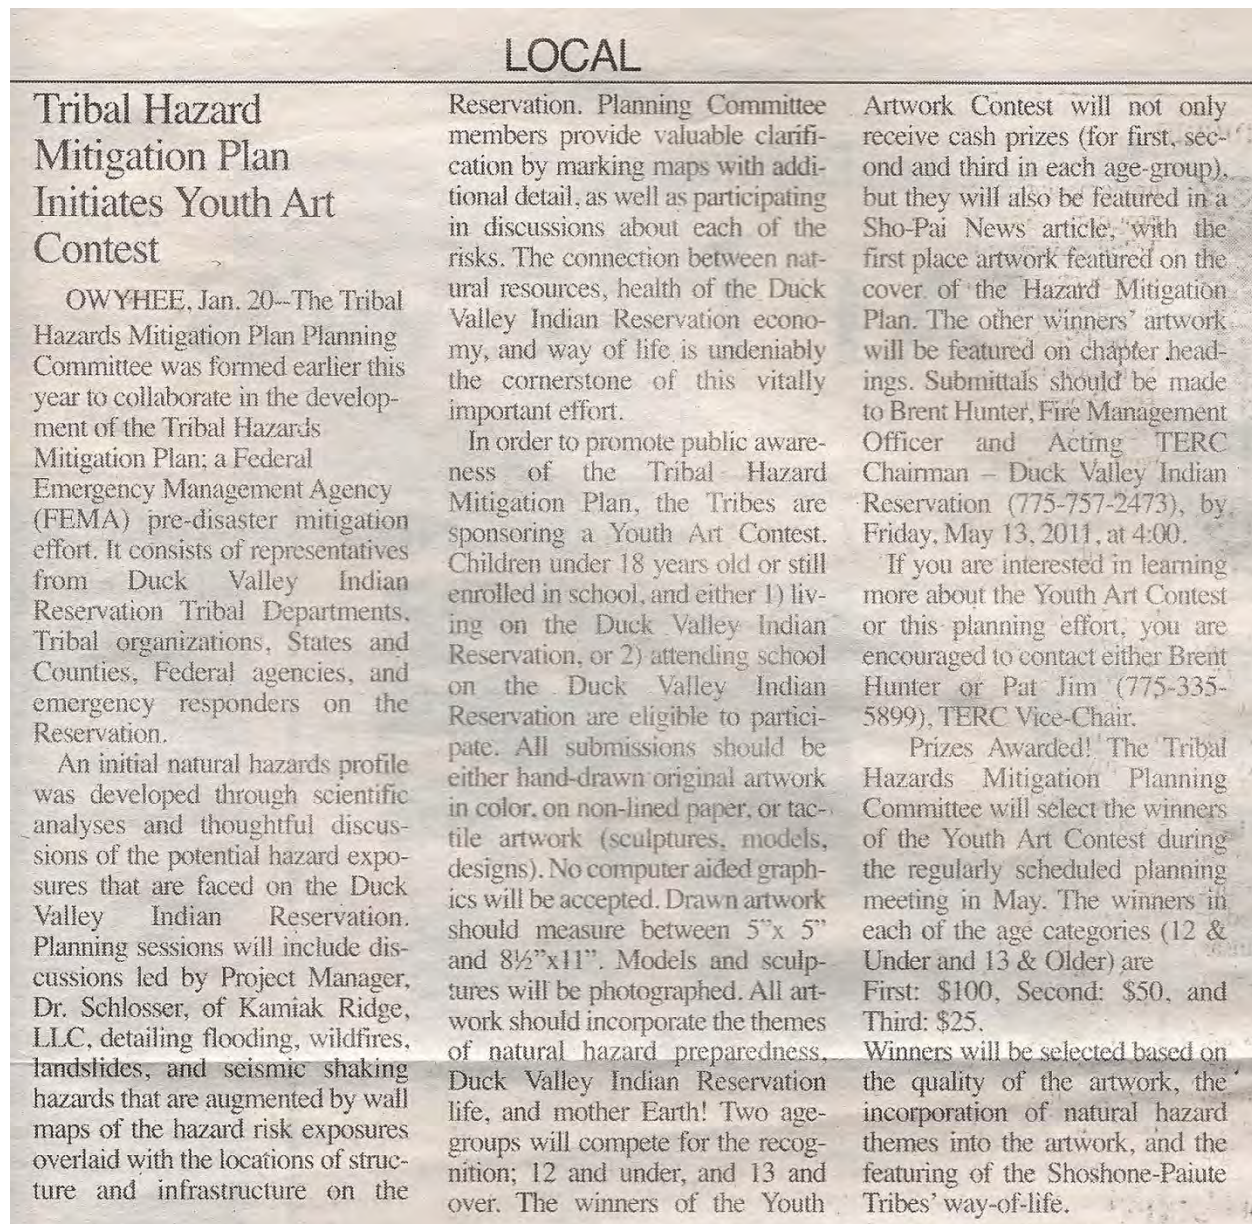 LOCAL
Tribal Hazard
Mitigation Plan
Initiates Youth Art
Contest
OWYHEE, Jan. 20--The Tribal
Hazards Mitigation Plan Planning
Committee was formed earlier this
year to collaborate in the develop-
ment of the Tribal Hazards
Mitigation Plan; a Federal
Emergency Management Agency
(FEMA) pre-disaster mitigation
effort. It consists of representatives
from Duck Valley Indian
Reservation Tribal Departments,
Tribal organizations, States and
Counties, Federal agencies, and
emergency responders on the
Reservation.
An initial natural hazards profile
was developed through scientific
analyses and thoughtful discus-
sions of the potential hazard expo-
sures that are faced on the Duck
Valley Indian Reservation.
Planning sessions will include dis-
cussions led by Project Manager,
Dr. Schlosser, of Kamiak Ridge,
LLC, detailing flooding, wildfires,
landslides, and seismic shaking
hazards that are augmented by wall
maps of the hazard risk exposures
overlaid with the locations of struc-
ture and infrastructure on the
Reservation. Planning Committee
members provide valuable clarifi-
cation by marking maps with addi-
tional detail, as well as participating
in discussions about each of the
risks. The connection between nat-
ural resources, health of the Duck
Valley Indian Reservation econo-
my, and way of life is undeniably
the cornerstone of this vitally
important effort.
In order to promote public aware-
ness of the Tribal Hazard
Mitigation Plan, the Tribes are
sponsoring a Youth Art Contest.
Children under 18 years old or still
enrolled in school, and either 1) liv-
ing on the Duck Valley Indian
Reservation, or 2) attending school
on the Duck Valley Indian
Reservation are eligible to partici-
pate. All submissions should be
either hand-drawn original artwork
in color, on non-lined paper, or tac-
tile artwork (sculptures, models,
designs). No computer aided graph-
ics will be accepted. Drawn artwork
should measure between 5"x 5"
and 8½"x11". Models and sculp-
tures will be photographed. All art-
work should incorporate the themes
of natural hazard preparedness,
Duck Valley Indian Reservation
life, and mother Earth! Two age-
groups will compete for the recog-
nition; 12 and under, and 13 and
over. The winners of the Youth
Artwork Contest will not only
receive cash prizes (for first, sec-
ond and third in each age-group),
but they will also be featured in a
Sho-Pai News article, with the
first place artwork featured on the
cover of the Hazard Mitigation
Plan. The other winners' artwork
will be featured on chapter head-
ings. Submittals should be made
to Brent Hunter, Fire Management
Officer and Acting TERC
Chairman – Duck Valley Indian
Reservation (775-757-2473), by
Friday, May 13, 2011, at 4:00.
If you are interested in learning
more about the Youth Art Contest
or this planning effort, you are
encouraged to contact either Brent
Hunter or Pat Jim (775-335-
5899), TERC Vice-Chair.
Prizes Awarded! The Tribal
Hazards Mitigation Planning
Committee will select the winners
of the Youth Art Contest during
the regularly scheduled planning
meeting in May. The winners in
each of the age categories (12 &
Under and 13 & Older) are
First: $100, Second: $50, and
Third: $25.
Winners will be selected based on
the quality of the artwork, the
incorporation of natural hazard
themes into the artwork, and the
featuring of the Shoshone-Paiute
Tribes' way-of-life.